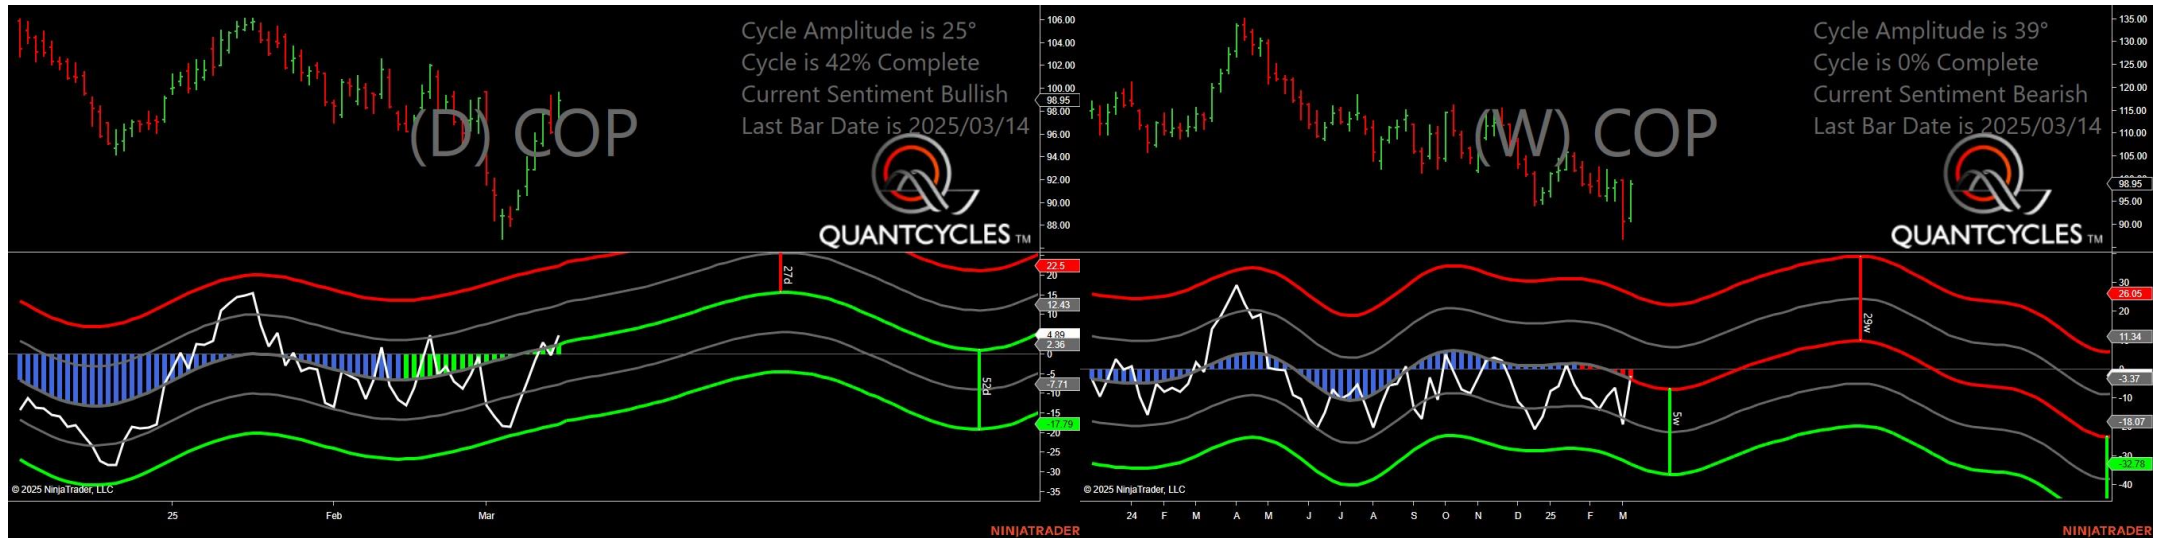 Cycle Amplitude is 25°
Cycle is 42% Complete
Current Sentiment Bullish
Last Bar Date is 2025/03/14
(D) COP
QUANTCYCLES TM
106.00
104.00
102.00
100.00
98.95
98.00
96.00
94.00
92.00
90.00
88.00
22.5
20
15
12.43
10
4.89
2.36
0
-5
-7.71
-10
-15
-17.79
-20
-25
-30
-35
27d
52d
© 2025 NinjaTrader, LLC
25 Feb Mar
NINJATRADER
Cycle Amplitude is 39°
Cycle is 0% Complete
Current Sentiment Bearish
Last Bar Date is 2025/03/14
(W) COP
QUANTCYCLES TM
135.00
130.00
125.00
120.00
115.00
110.00
105.00
98.95
95.00
90.00
30
26.05
20
11.34
-3.37
-10
-18.07
-32.78
-40
29w
5w
© 2025 NinjaTrader, LLC
24 F M A M J J A S O N D 25 F M
NINJATRADER